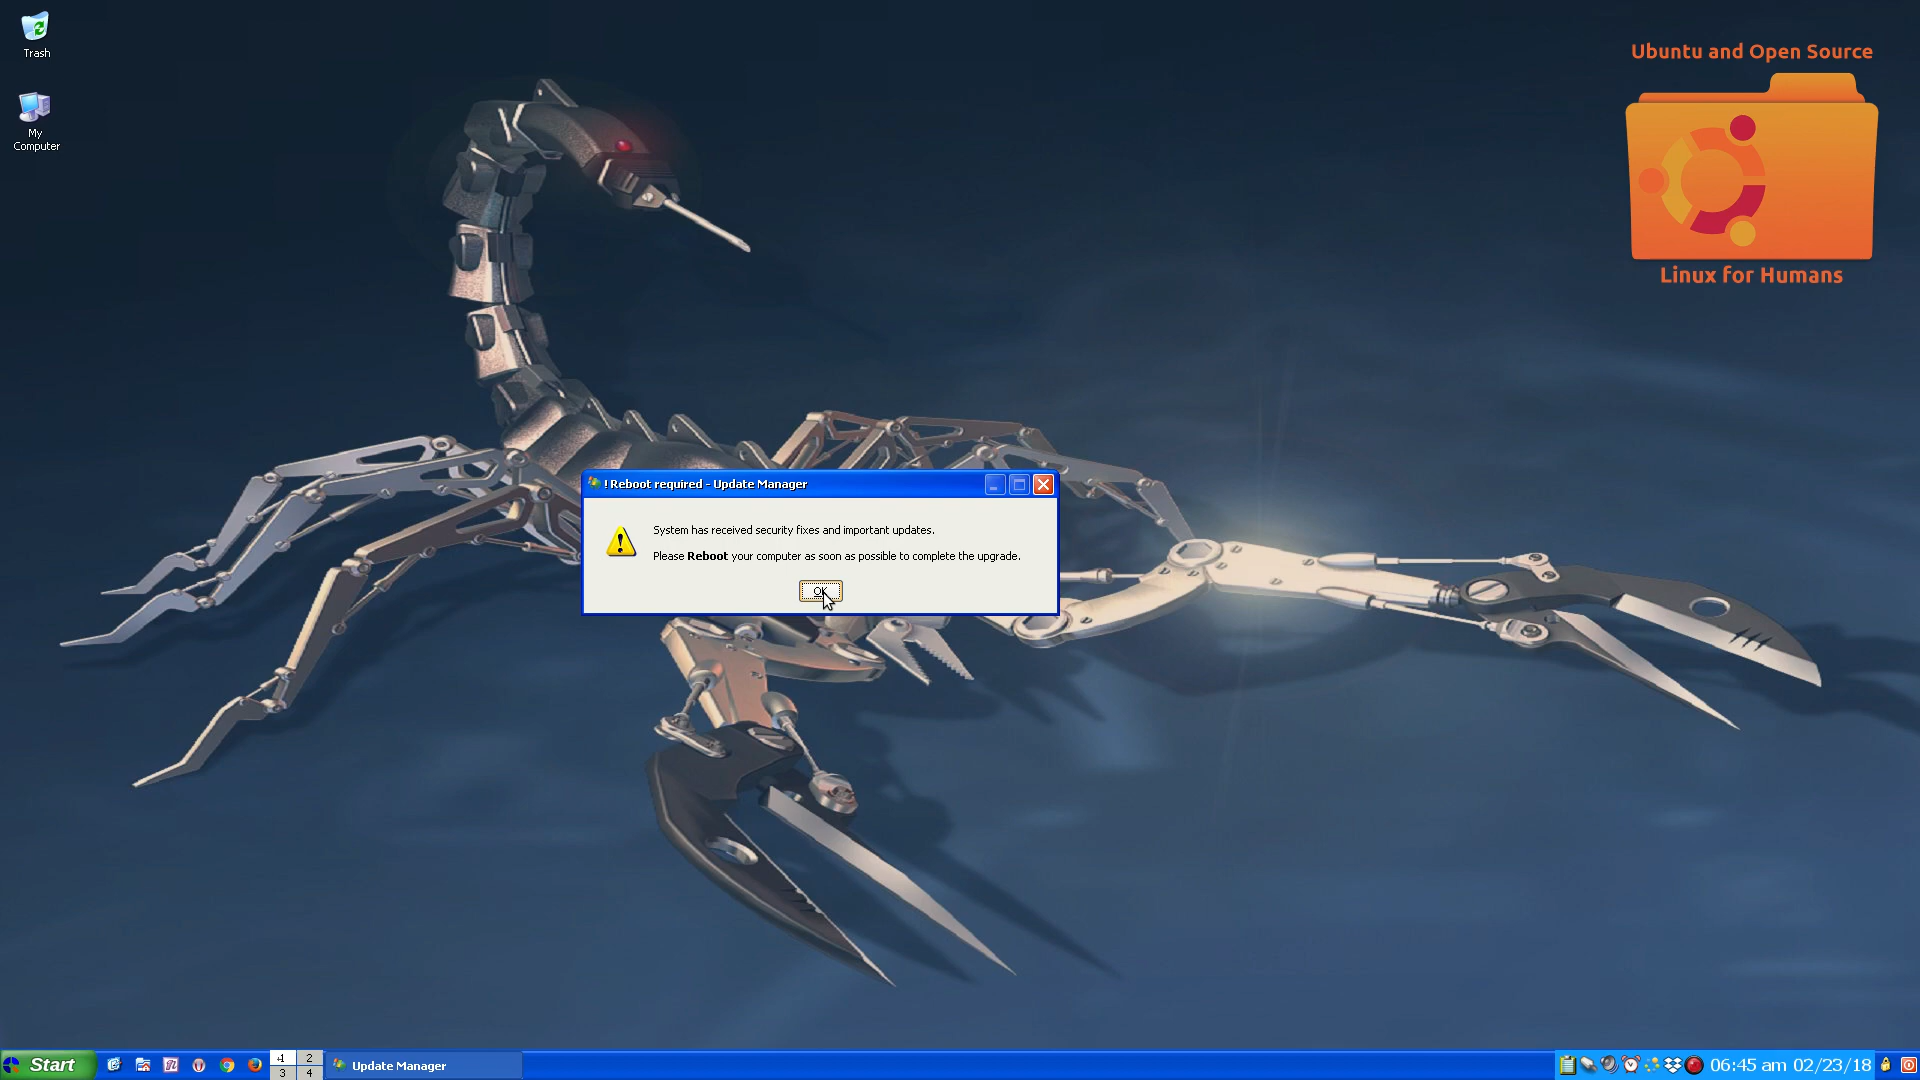 Trash
My
Computer
Ubuntu and Open Source
Linux for Humans
! Reboot required - Update Manager
System has received security fixes and important updates.
Please Reboot your computer as soon as possible to complete the upgrade.
OK
Start
1
2
3
4
Update Manager
06:45 am 02/23/18